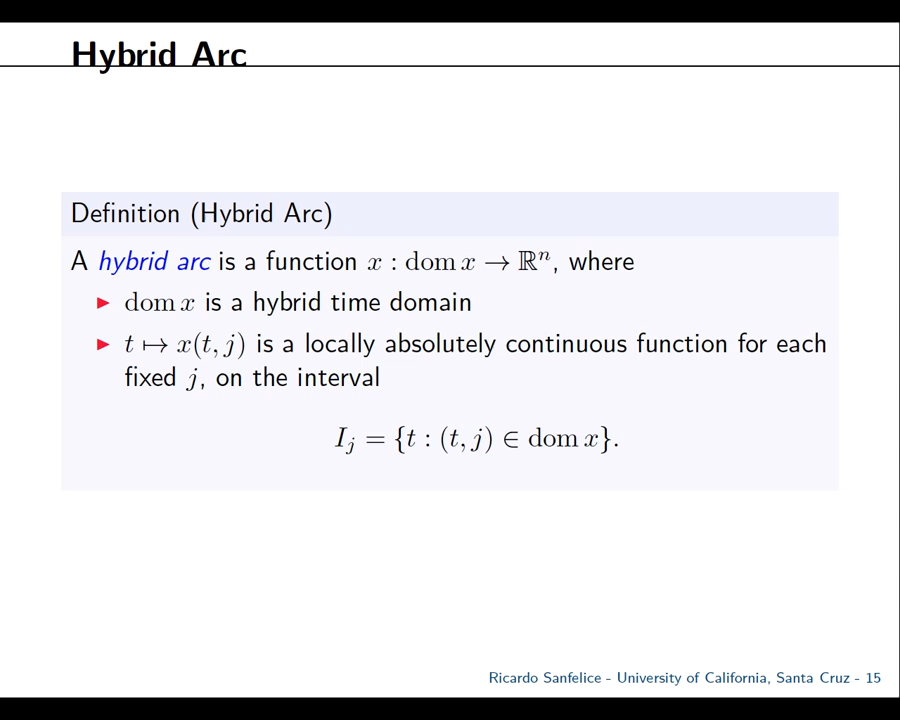 Hybrid Arc
Definition (Hybrid Arc)
A hybrid arc is a function x : dom x → ℝⁿ, where
▶ dom x is a hybrid time domain
▶ t ↦ x(t, j) is a locally absolutely continuous function for each
fixed j, on the interval
Iⱼ = {t : (t, j) ∈ dom x}.
Ricardo Sanfelice - University of California, Santa Cruz - 15